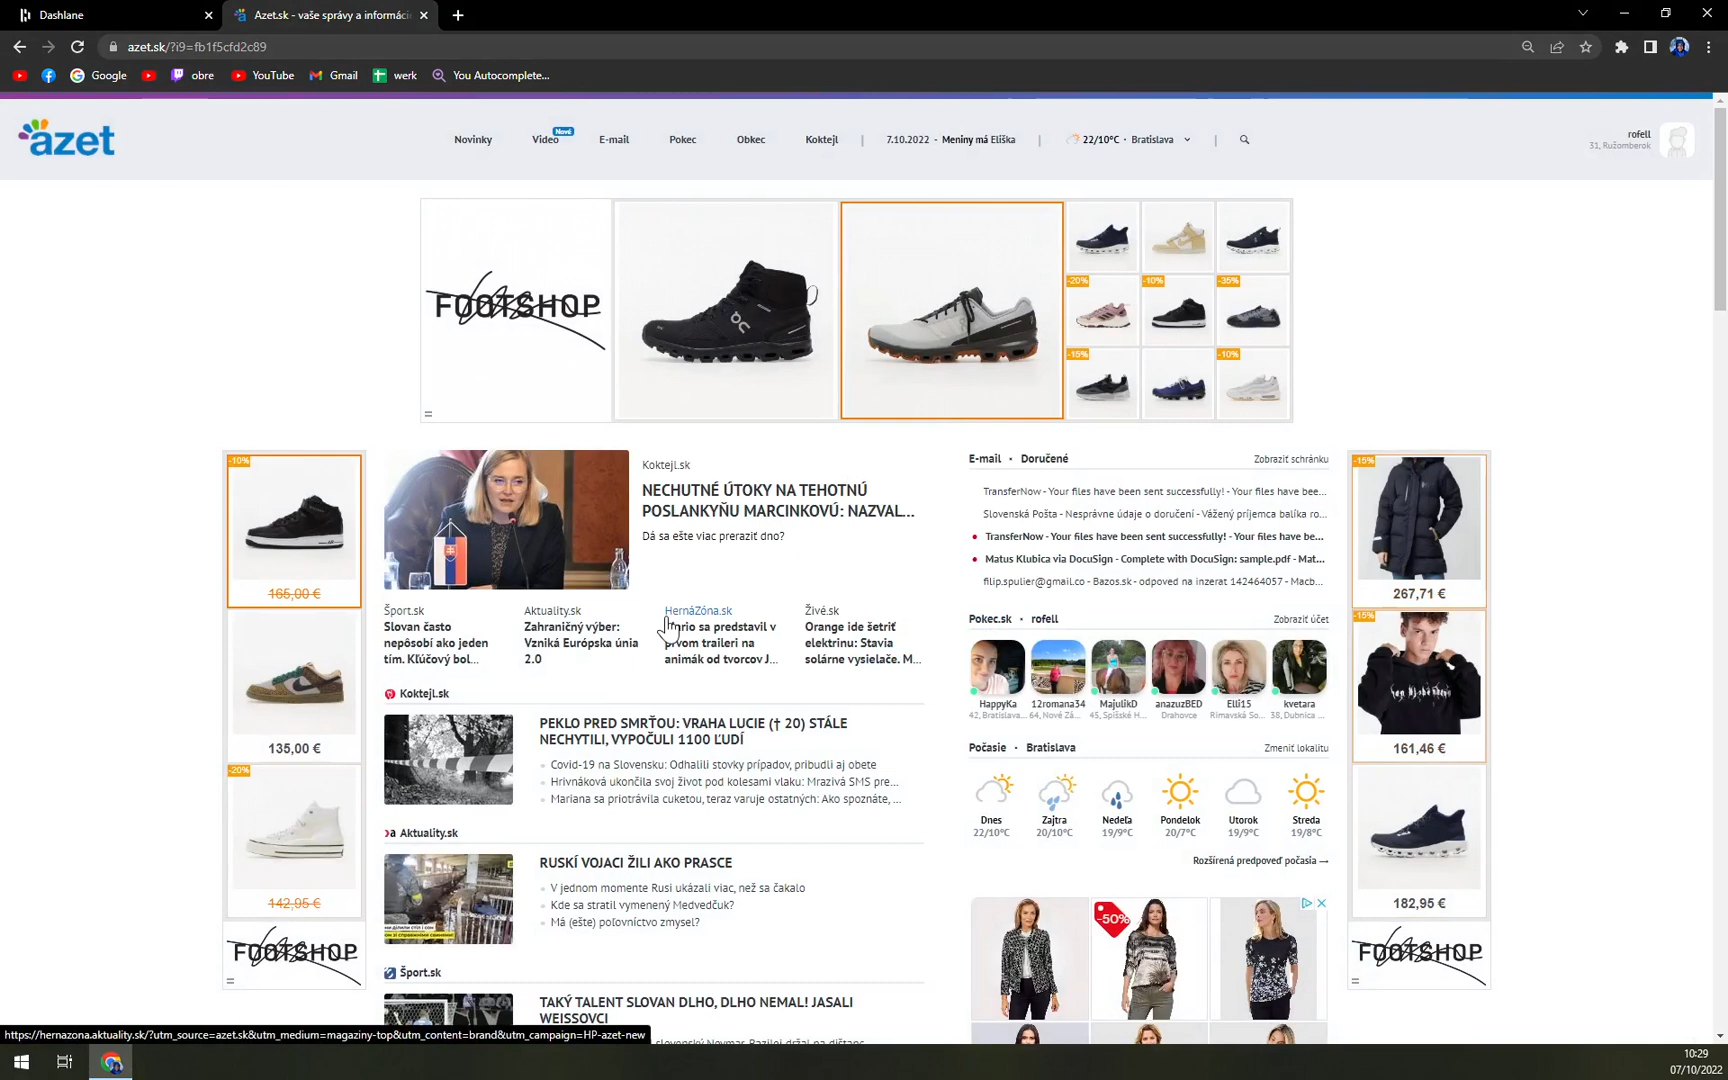 Dashlane
Azet.sk - vaše správy a informáci
azet.sk/?i9=fb1f5cfd2c89
Google
obre
YouTube
Gmail
werk
You Autocomplete...
azet
Novinky
Video
Nové
E-mail
Pokec
Obkec
Koktejl
7.10.2022 - Meniny má Eliška
22/10°C · Bratislava
rofell
31, Ružomberok
FOOTSHOP
-20%
-10%
-35%
-15%
-10%
-10%
165,00 €
135,00 €
-20%
142,95 €
FOOTSHOP
Koktejl.sk
NECHUTNÉ ÚTOKY NA TEHOTNÚ
POSLANKYŇU MARCINKOVÚ: NAZVAL...
Dá sa ešte viac preraziť dno?
Šport.sk
Slovan často
nepôsobí ako jeden
tím. Kľúčový bol...
Aktuality.sk
Zahraničný výber:
Vzniká Európska únia
2.0
HernáZóna.sk
rio sa predstavil v
prvom traileri na
animák od tvorcov J...
Živé.sk
Orange ide šetriť
elektrinu: Stavia
solárne vysielače. M...
Koktejl.sk
PEKLO PRED SMRŤOU: VRAHA LUCIE († 20) STÁLE
NECHYTILI, VYPOČULI 1100 ĽUDÍ
Covid-19 na Slovensku: Odhalili stovky prípadov, pribudli aj obete
Hrivnáková ukončila svoj život pod kolesami vlaku: Mrazivá SMS pre...
Mariana sa priotrávila cuketou, teraz varuje ostatných: Ako spoznáte, ...
Aktuality.sk
RUSKÍ VOJACI ŽILI AKO PRASCE
V jednom momente Rusi ukázali viac, než sa čakalo
Kde sa stratil vymenený Medvedčuk?
Má (ešte) poľovníctvo zmysel?
Šport.sk
TAKÝ TALENT SLOVAN DLHO, DLHO NEMAL! JASALI
WEISSOVCI
E-mail · Doručené
Zobraziť schránku
TransferNow - Your files have been sent successfully! - Your files have bee...
Slovenská Pošta - Nesprávne údaje o doručení - Vážený príjemca balíka ro...
TransferNow - Your files have been sent successfully! - Your files have be...
Matus Klubica via DocuSign - Complete with DocuSign: sample.pdf - Mat...
filip.spulier@gmail.co - Bazos.sk - odpoved na inzerat 142464057 - Macb...
Pokec.sk · rofell
Zobraziť účet
HappyKa
42, Bratislava...
12romana34
64, Nové Zá...
MajulikD
45, Spišské H...
anazuzBED
Drahovce
Elli15
Rimavská So...
kvetara
38, Dubnica ...
Počasie · Bratislava
Zmeniť lokalitu
Dnes
22/10°C
Zajtra
20/10°C
Nedeľa
19/9°C
Pondelok
20/7°C
Utorok
19/9°C
Streda
19/8°C
Rozšírená predpoveď počasia →
-50%
-15%
267,71 €
-15%
161,46 €
182,95 €
FOOTSHOP
https://hernazona.aktuality.sk/?utm_source=azet.sk&utm_medium=magaziny-top&utm_content=brand&utm_campaign=HP-azet-new
10:29
07/10/2022